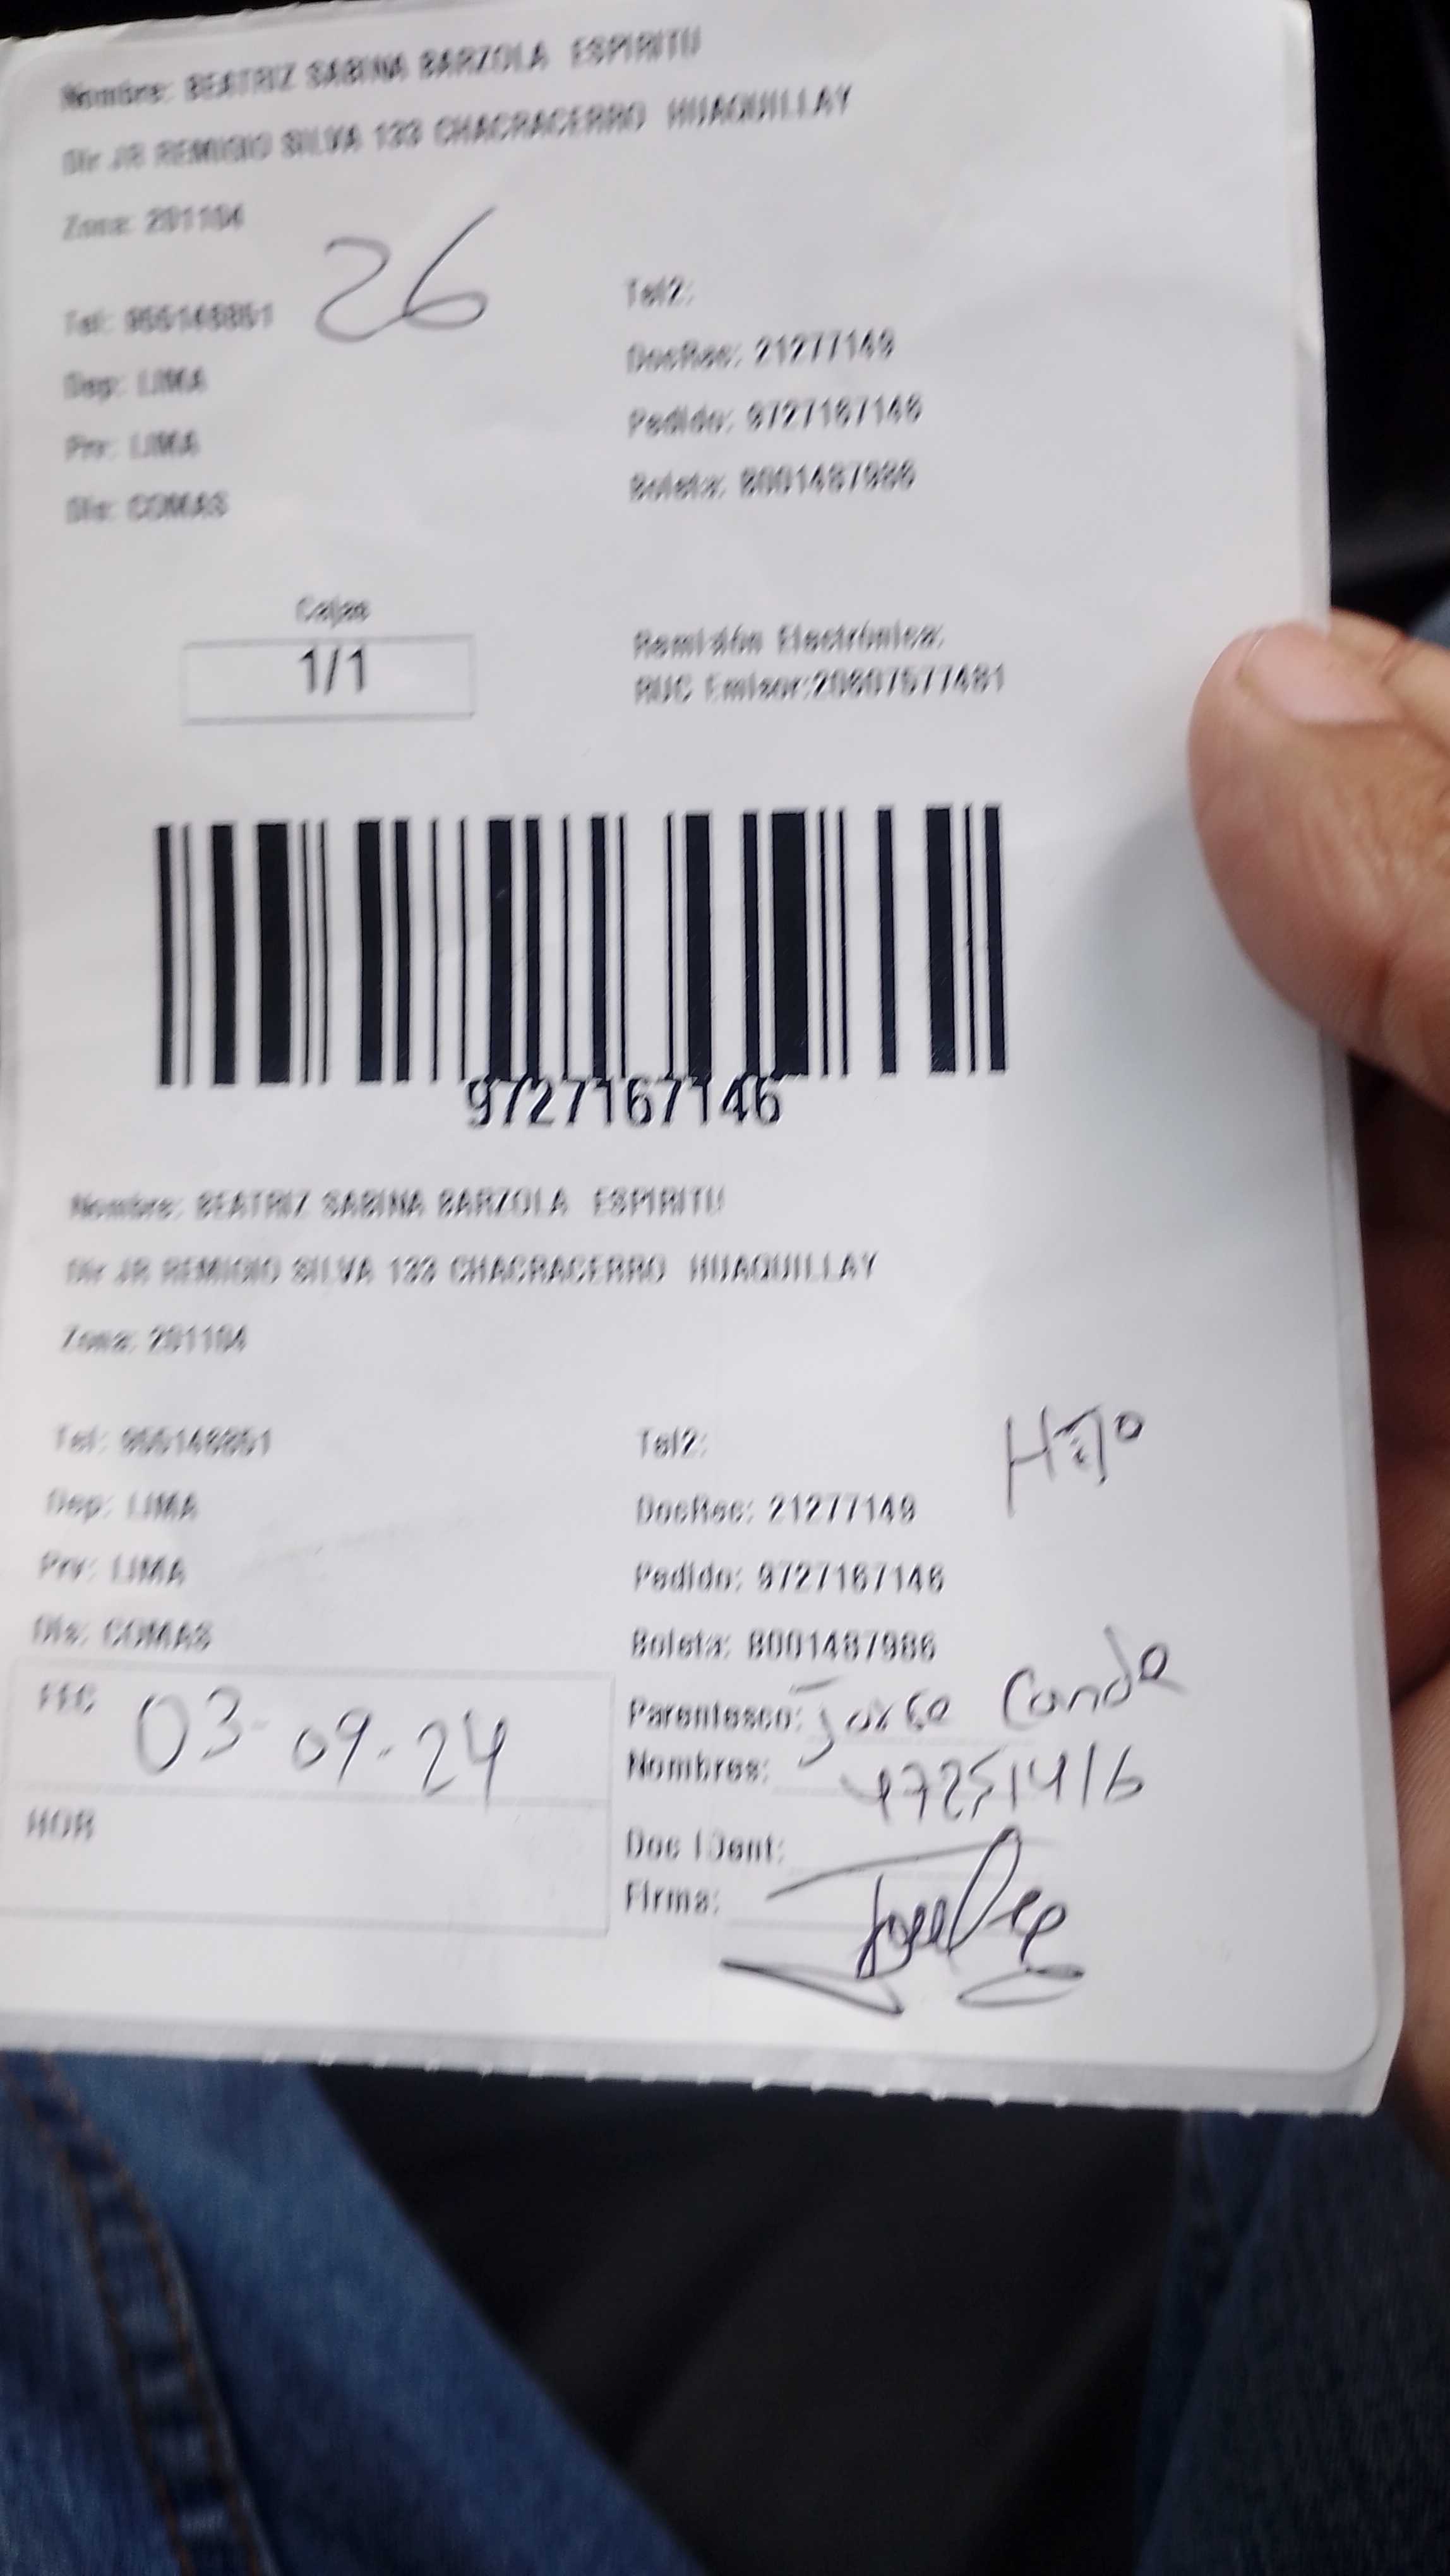 Nombre: BEATRIZ SABINA BARZOLA ESPIRITU
Dir JR REMIGIO SILVA 133 CHACRACERRO HUAQUILLAY
Zona: 201104
26
Tel: 955148851
Tel2:
Dep: LIMA
DocRec: 21277149
Prv: LIMA
Pedido: 9727167146
Dis: COMAS
Boleta: B001487986
Cajas
1/1
Remisión Electrónica:
RUC Emisor:20607577481
9727167146
Nombre: BEATRIZ SABINA BARZOLA ESPIRITU
Dir JR REMIGIO SILVA 133 CHACRACERRO HUAQUILLAY
Zona: 201104
Tel: 955148851
Tel2:
Hijo
Dep: LIMA
DocRec: 21277149
Prv: LIMA
Pedido: 9727167146
Dis: COMAS
Boleta: B001487986
FEC 03-09-24
Parentesco: Jorge
Nombres: 47251416
HOR
Doc IDent:
Firma: